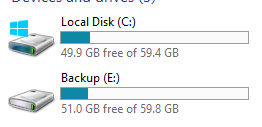 Devices and drives (3)
Local Disk (C:)
49.9 GB free of 59.4 GB
Backup (E:)
51.0 GB free of 59.8 GB